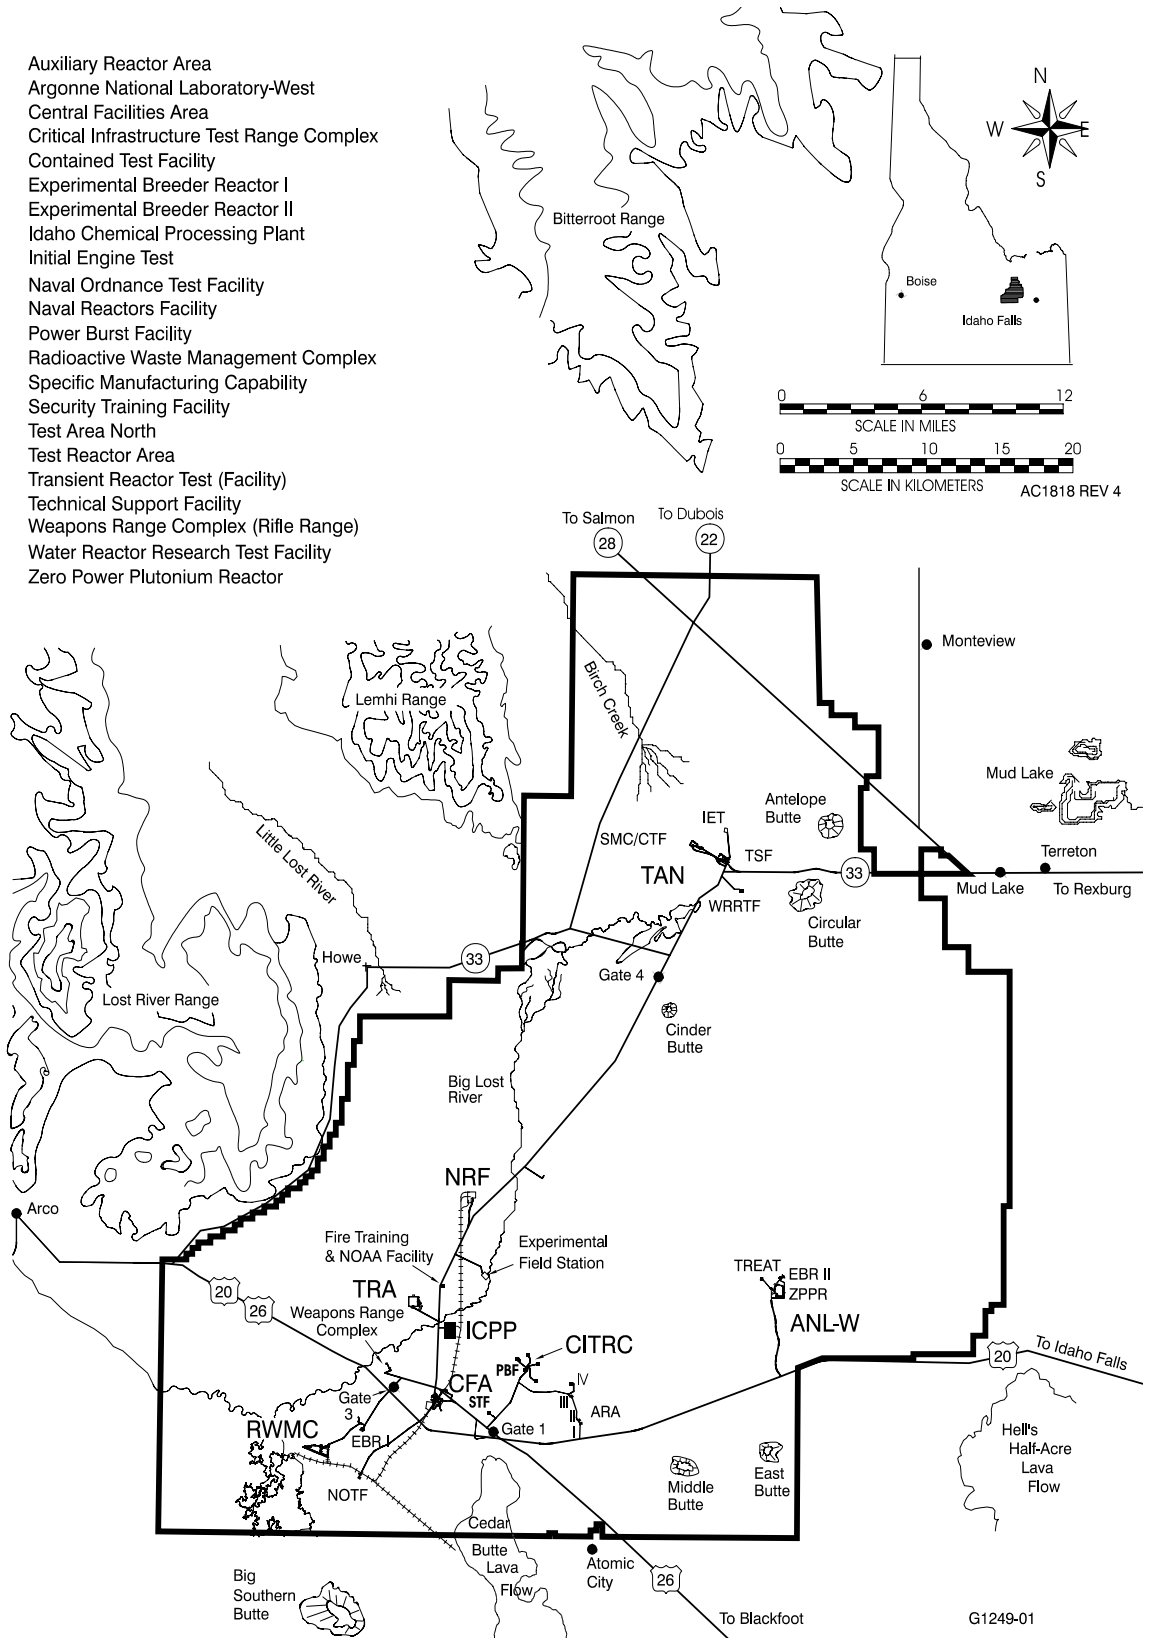 Auxiliary Reactor Area
Argonne National Laboratory-West
Central Facilities Area
Critical Infrastructure Test Range Complex
Contained Test Facility
Experimental Breeder Reactor I
Experimental Breeder Reactor II
Idaho Chemical Processing Plant
Initial Engine Test
Naval Ordnance Test Facility
Naval Reactors Facility
Power Burst Facility
Radioactive Waste Management Complex
Specific Manufacturing Capability
Security Training Facility
Test Area North
Test Reactor Area
Transient Reactor Test (Facility)
Technical Support Facility
Weapons Range Complex (Rifle Range)
Water Reactor Research Test Facility
Zero Power Plutonium Reactor
Bitterroot Range
N
W
E
S
Boise
Idaho Falls
0 6 12
SCALE IN MILES
0 5 10 15 20
SCALE IN KILOMETERS
AC1818 REV 4
To Salmon
28
To Dubois
22
Monteview
Birch Creek
Lemhi Range
Mud Lake
Antelope
Butte
IET
SMC/CTF
TSF
TAN
33
Terreton
Mud Lake
To Rexburg
WRRTF
Circular
Butte
Little Lost
River
Howe
33
Gate 4
Lost River Range
Cinder
Butte
Big Lost
River
NRF
Arco
Fire Training
& NOAA Facility
Experimental
Field Station
TREAT
EBR II
ZPPR
20
26
TRA
Weapons Range
Complex
ICPP
ANL-W
CITRC
To Idaho Falls
20
PBF
CFA
IV
STF
III
II
I
ARA
Gate
3
Gate 1
RWMC
EBR I
Hell's
Half-Acre
Lava
Flow
NOTF
Middle
Butte
East
Butte
Cedar
Butte
Lava
Flow
Atomic
City
Big
Southern
Butte
26
To Blackfoot
G1249-01